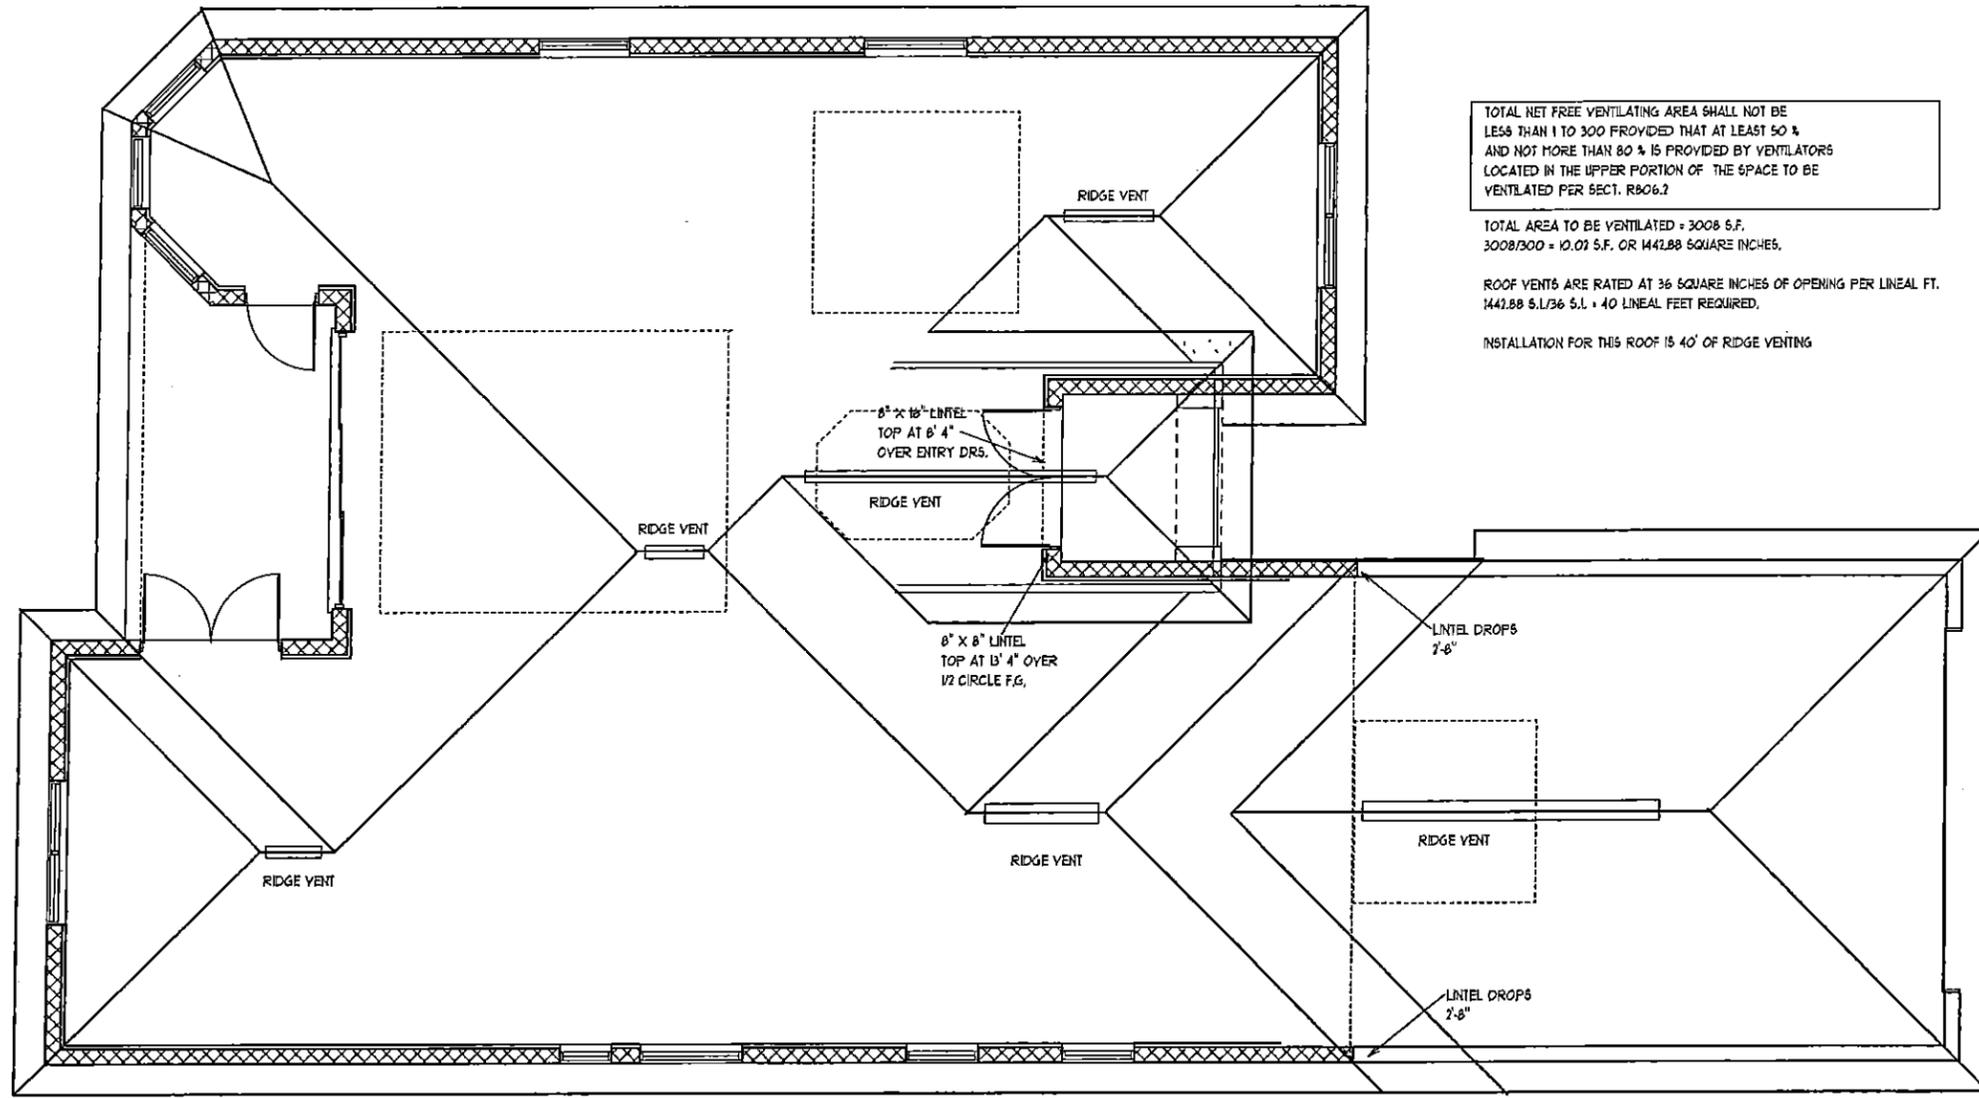 TOTAL NET FREE VENTILATING AREA SHALL NOT BE
LESS THAN 1 TO 300 PROVIDED THAT AT LEAST 50 %
AND NOT MORE THAN 80 % IS PROVIDED BY VENTILATORS
LOCATED IN THE UPPER PORTION OF THE SPACE TO BE
VENTILATED PER SECT. R806.2
TOTAL AREA TO BE VENTILATED = 3008 S.F.
3008/300 = 10.02 S.F. OR 1442.88 SQUARE INCHES.
ROOF VENTS ARE RATED AT 36 SQUARE INCHES OF OPENING PER LINEAL FT.
1442.88 S.I./36 S.I. = 40 LINEAL FEET REQUIRED.
INSTALLATION FOR THIS ROOF IS 40' OF RIDGE VENTING
RIDGE VENT
8" X 18" LINTEL
TOP AT 8' 4"
OVER ENTRY DRS.
RIDGE VENT
RIDGE VENT
8" X 8" LINTEL
TOP AT 13' 4" OVER
1/2 CIRCLE F.G.
LINTEL DROPS
2'-8"
RIDGE VENT
RIDGE VENT
RIDGE VENT
LINTEL DROPS
2'-8"